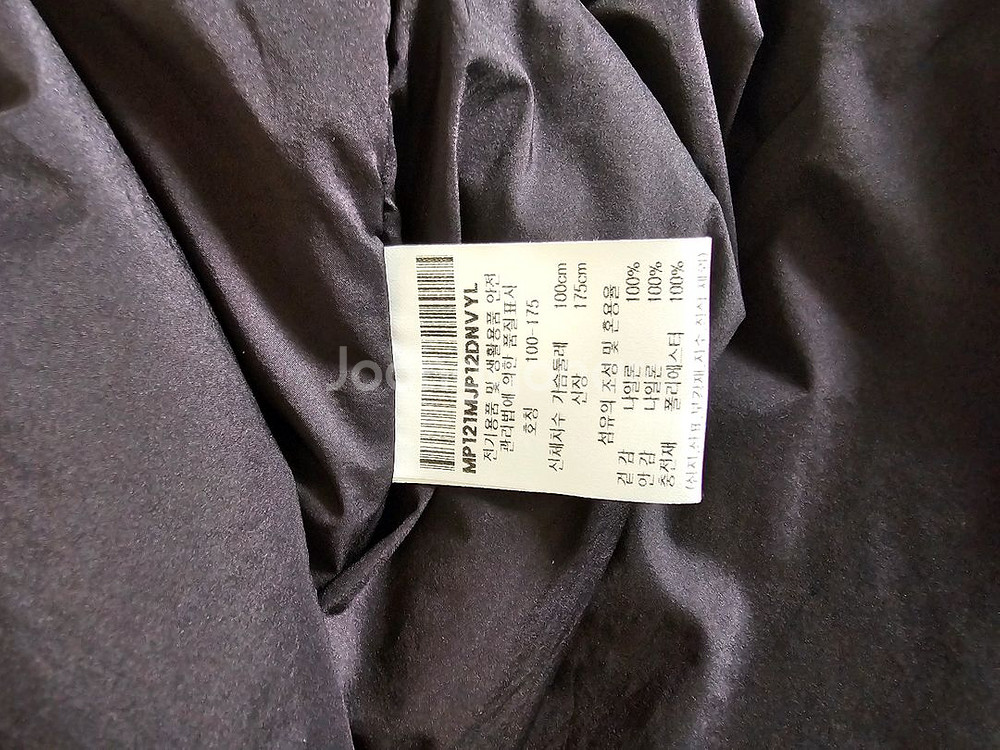 MP121MJP12DNVYL
전기용품 및 생활용품 안전
관리법에 의한 품질표시
호칭 100-175
신체치수 가슴둘레 100cm
신장 175cm
섬유의 조성 및 혼용율
겉감 나일론 100%
안감 나일론 100%
충전재 폴리에스터 100%